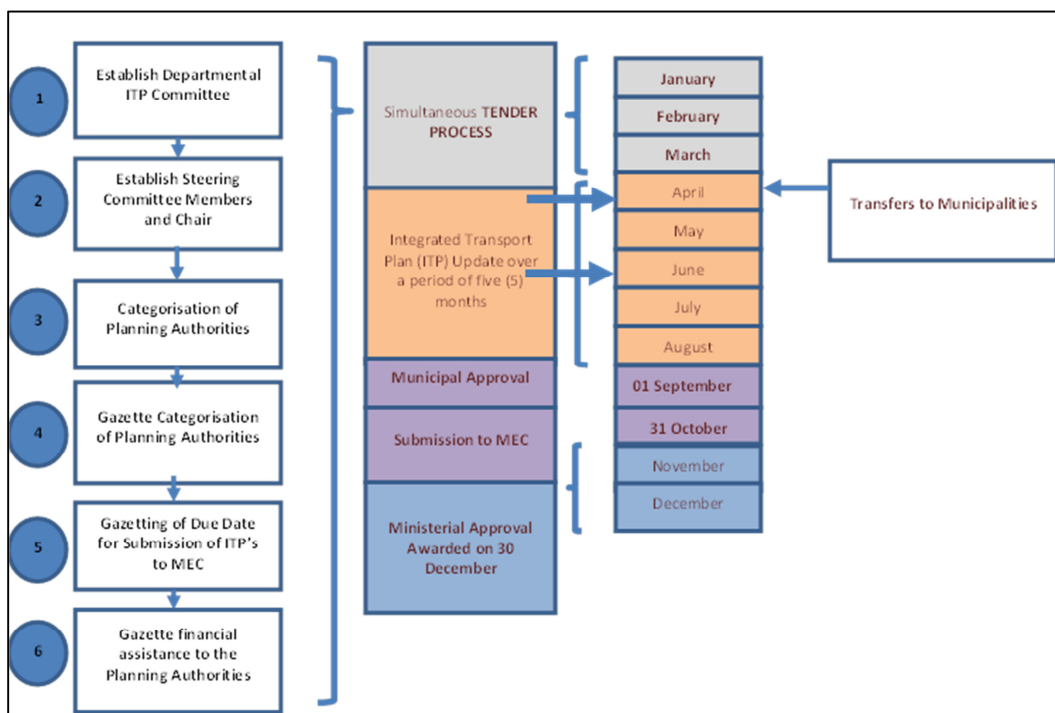 1
Establish Departmental
ITP Committee
2
Establish Steering
Committee Members
and Chair
3
Categorisation of
Planning Authorities
4
Gazette Categorisation
of Planning Authorities
5
Gazetting of Due Date
for Submission of ITP's
to MEC
6
Gazette financial
assistance to the
Planning Authorities
Simultaneous TENDER
PROCESS
Integrated Transport
Plan (ITP) Update over
a period of five (5)
months
Municipal Approval
Submission to MEC
Ministerial Approval
Awarded on 30
December
January
February
March
April
May
June
July
August
01 September
31 October
November
December
Transfers to Municipalities